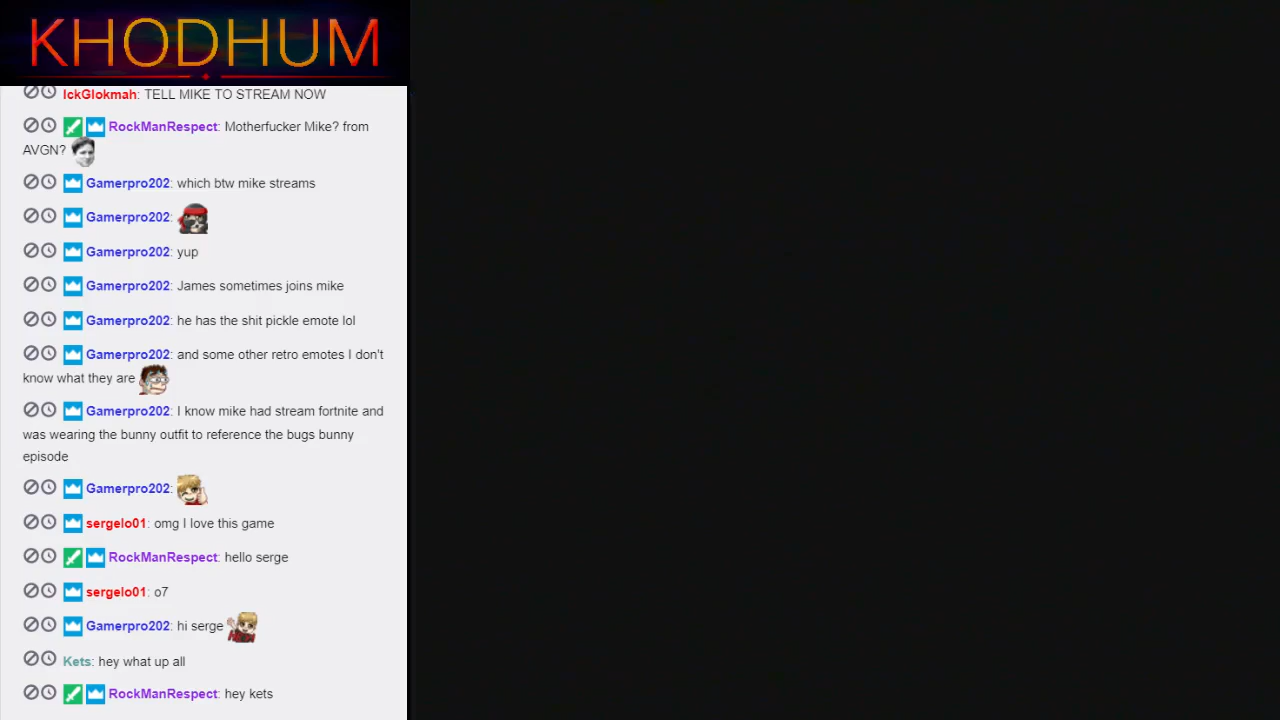 KHODHUM
IckGlokmah: TELL MIKE TO STREAM NOW
RockManRespect: Motherfucker Mike? from
AVGN?
Gamerpro202: which btw mike streams
Gamerpro202:
Gamerpro202: yup
Gamerpro202: James sometimes joins mike
Gamerpro202: he has the shit pickle emote lol
Gamerpro202: and some other retro emotes I don't
know what they are
Gamerpro202: I know mike had stream fortnite and
was wearing the bunny outfit to reference the bugs bunny
episode
Gamerpro202:
sergelo01: omg I love this game
RockManRespect: hello serge
sergelo01: o7
Gamerpro202: hi serge
Kets: hey what up all
RockManRespect: hey kets